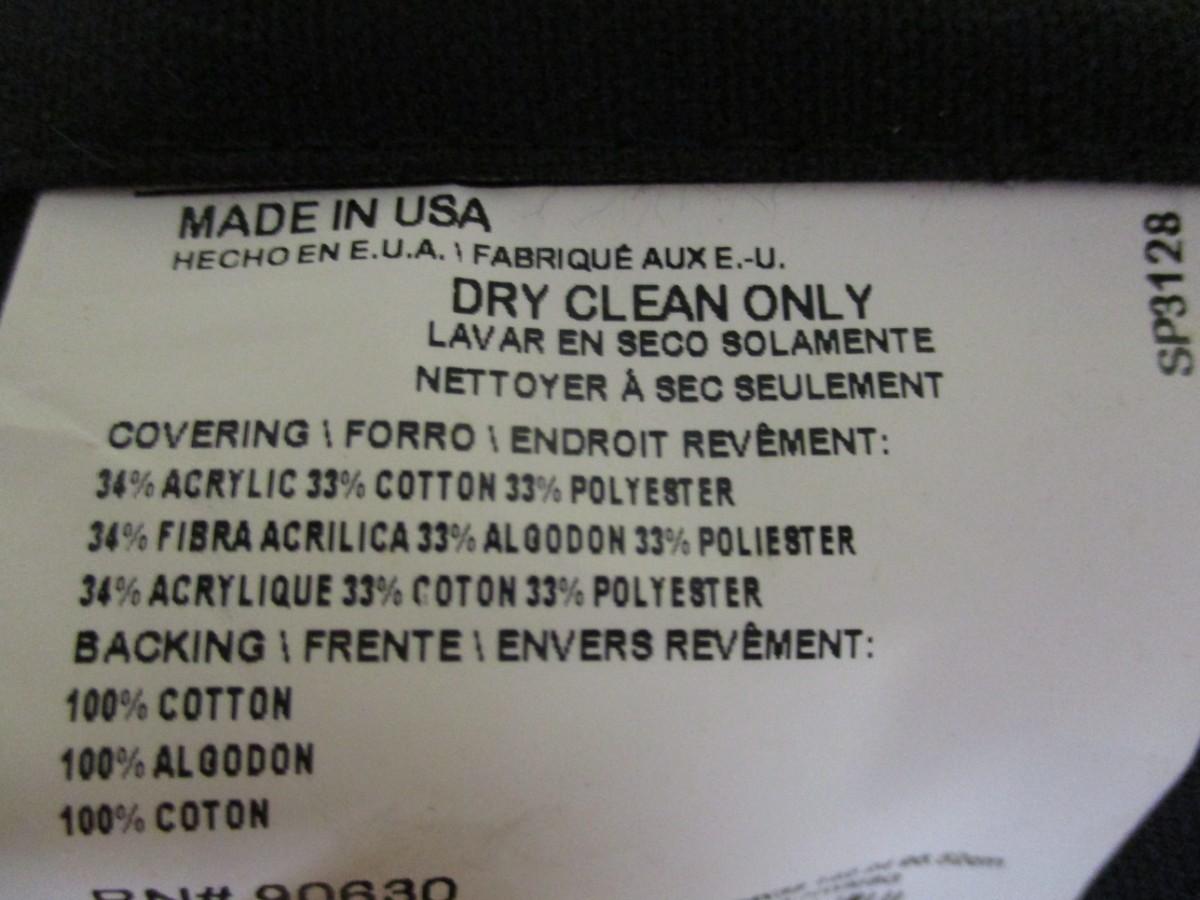 MADE IN USA
HECHO EN E.U.A. \ FABRIQUÉ AUX E.-U.
DRY CLEAN ONLY
LAVAR EN SECO SOLAMENTE
NETTOYER À SEC SEULEMENT
COVERING \ FORRO \ ENDROIT REVÊMENT:
34% ACRYLIC 33% COTTON 33% POLYESTER
34% FIBRA ACRILICA 33% ALGODON 33% POLIESTER
34% ACRYLIQUE 33% COTON 33% POLYESTER
BACKING \ FRENTE \ ENVERS REVÊMENT:
100% COTTON
100% ALGODON
100% COTON
RN# 90630
SP3128